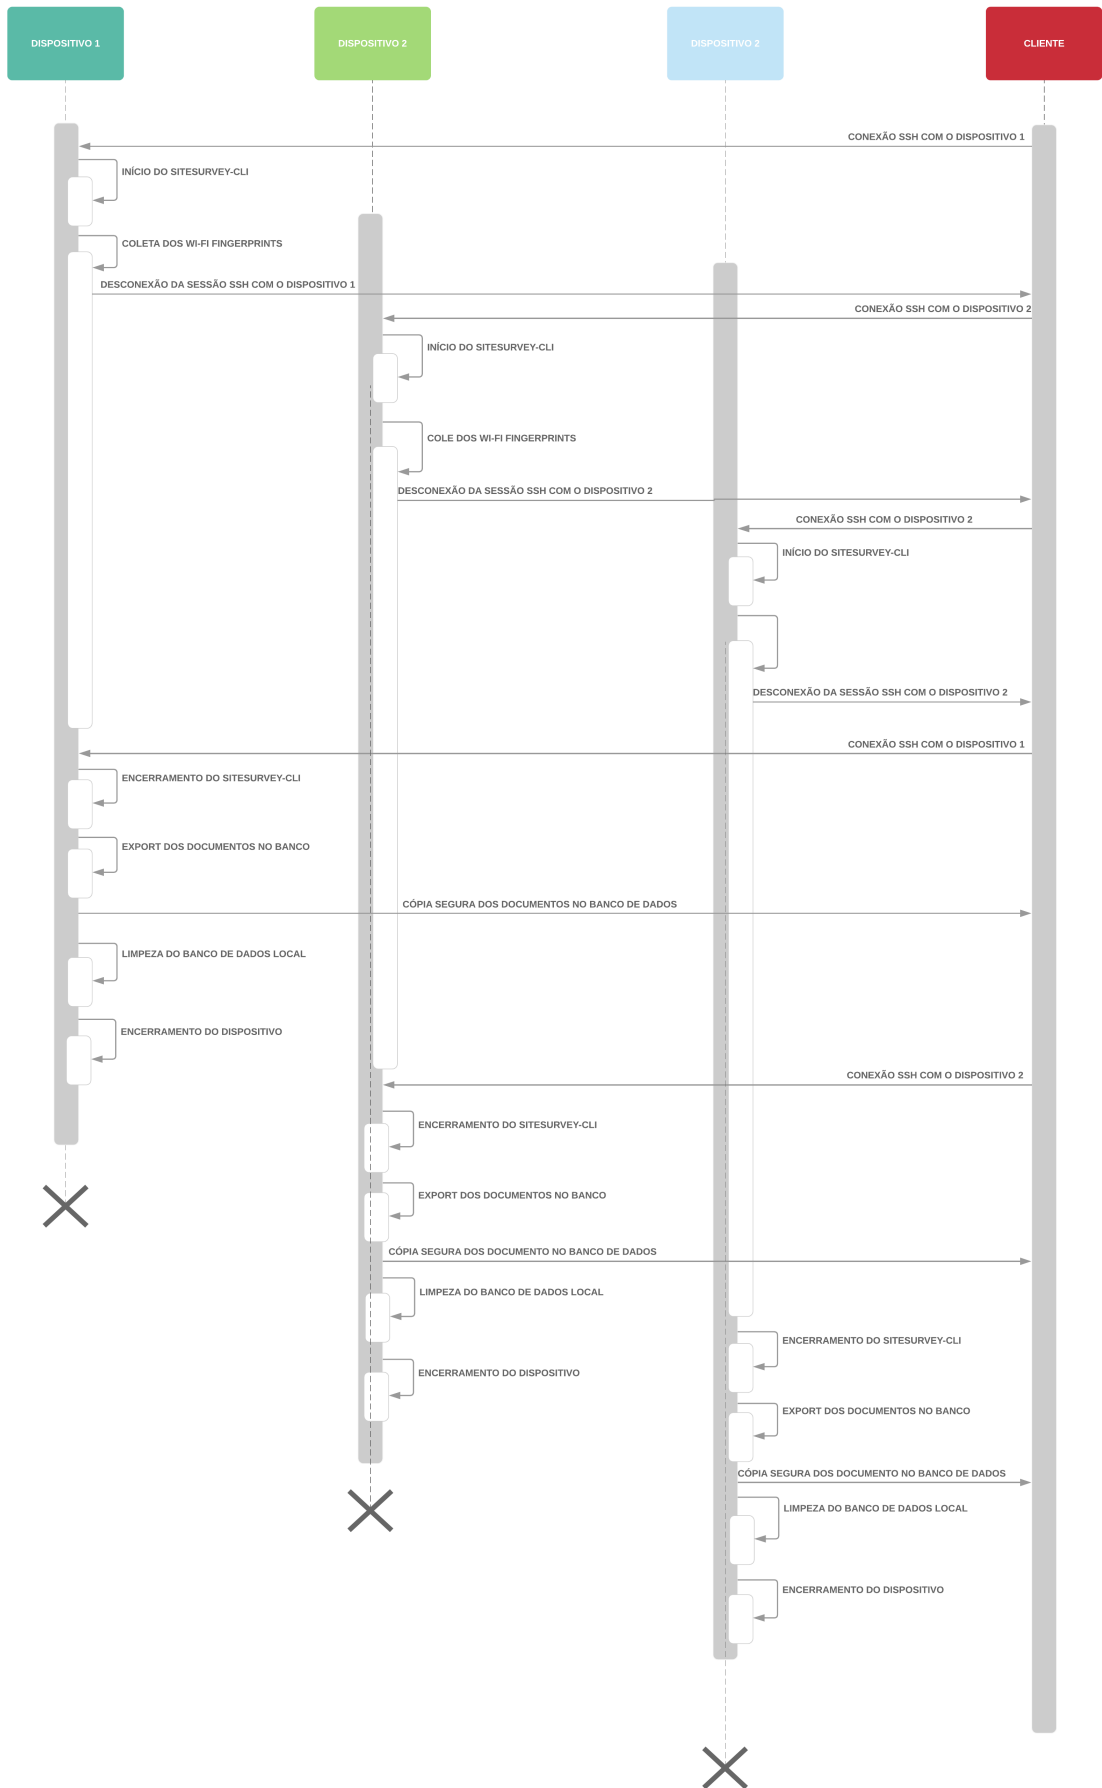 DISPOSITIVO 1
DISPOSITIVO 2
DISPOSITIVO 2
CLIENTE
CONEXÃO SSH COM O DISPOSITIVO 1
INÍCIO DO SITESURVEY-CLI
COLETA DOS WI-FI FINGERPRINTS
DESCONEXÃO DA SESSÃO SSH COM O DISPOSITIVO 1
CONEXÃO SSH COM O DISPOSITIVO 2
INÍCIO DO SITESURVEY-CLI
COLE DOS WI-FI FINGERPRINTS
DESCONEXÃO DA SESSÃO SSH COM O DISPOSITIVO 2
CONEXÃO SSH COM O DISPOSITIVO 2
INÍCIO DO SITESURVEY-CLI
DESCONEXÃO DA SESSÃO SSH COM O DISPOSITIVO 2
CONEXÃO SSH COM O DISPOSITIVO 1
ENCERRAMENTO DO SITESURVEY-CLI
EXPORT DOS DOCUMENTOS NO BANCO
CÓPIA SEGURA DOS DOCUMENTOS NO BANCO DE DADOS
LIMPEZA DO BANCO DE DADOS LOCAL
ENCERRAMENTO DO DISPOSITIVO
CONEXÃO SSH COM O DISPOSITIVO 2
ENCERRAMENTO DO SITESURVEY-CLI
EXPORT DOS DOCUMENTOS NO BANCO
CÓPIA SEGURA DOS DOCUMENTO NO BANCO DE DADOS
LIMPEZA DO BANCO DE DADOS LOCAL
ENCERRAMENTO DO SITESURVEY-CLI
ENCERRAMENTO DO DISPOSITIVO
EXPORT DOS DOCUMENTOS NO BANCO
CÓPIA SEGURA DOS DOCUMENTO NO BANCO DE DADOS
LIMPEZA DO BANCO DE DADOS LOCAL
ENCERRAMENTO DO DISPOSITIVO